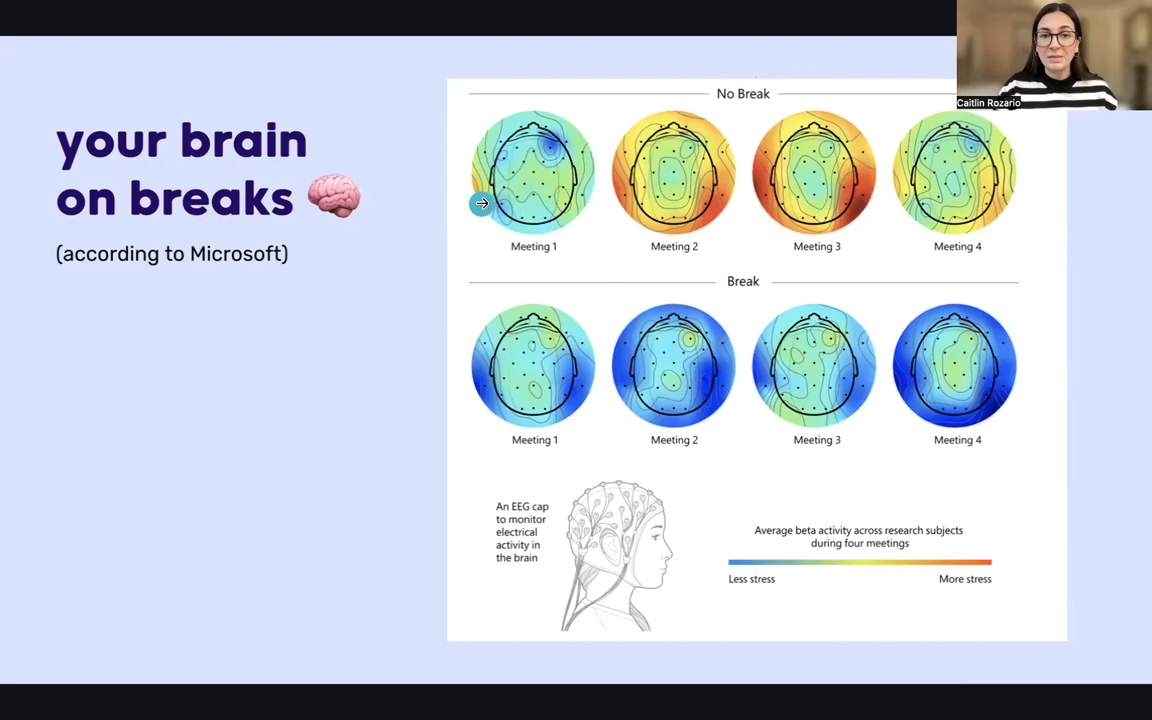 Caitlin Rozario
your brain
on breaks
(according to Microsoft)
No Break
Meeting 1
Meeting 2
Meeting 3
Meeting 4
Break
Meeting 1
Meeting 2
Meeting 3
Meeting 4
An EEG cap
to monitor
electrical
activity in
the brain
Average beta activity across research subjects
during four meetings
Less stress
More stress